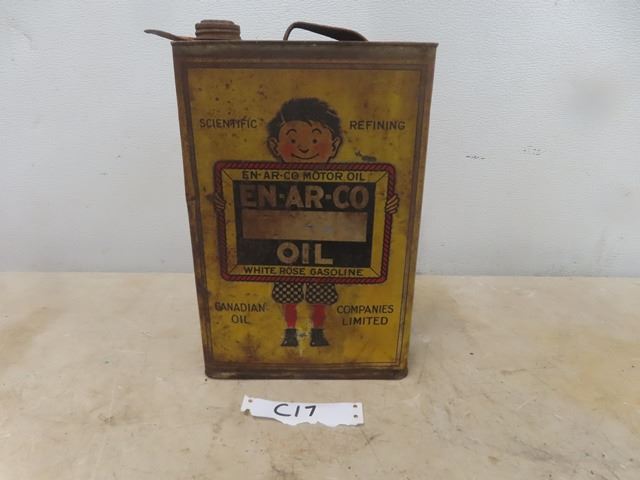 SCIENTIFIC REFINING
EN-AR-CO MOTOR OIL
EN-AR-CO
OIL
WHITE ROSE GASOLINE
CANADIAN OIL
COMPANIES LIMITED
C17